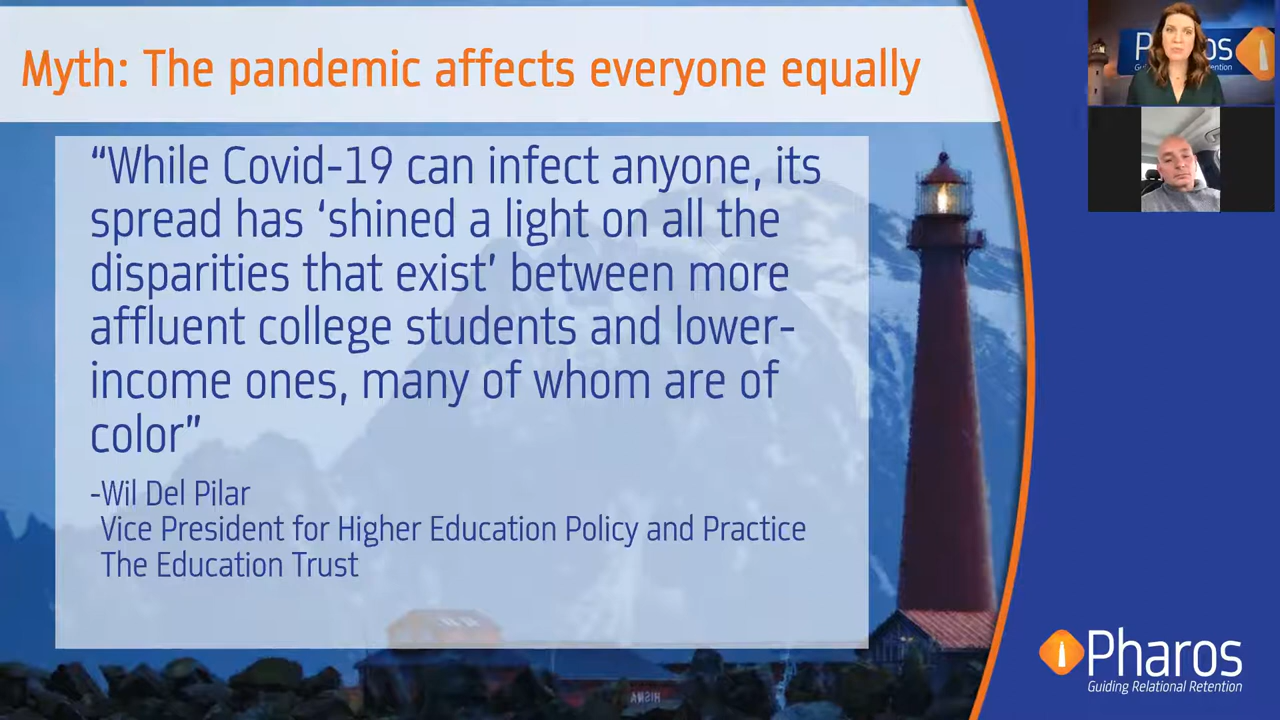 Myth: The pandemic affects everyone equally
“While Covid-19 can infect anyone, its
spread has ‘shined a light on all the
disparities that exist’ between more
affluent college students and lower-
income ones, many of whom are of
color”
-Wil Del Pilar
Vice President for Higher Education Policy and Practice
The Education Trust
Pharos
Guiding Relational Retention